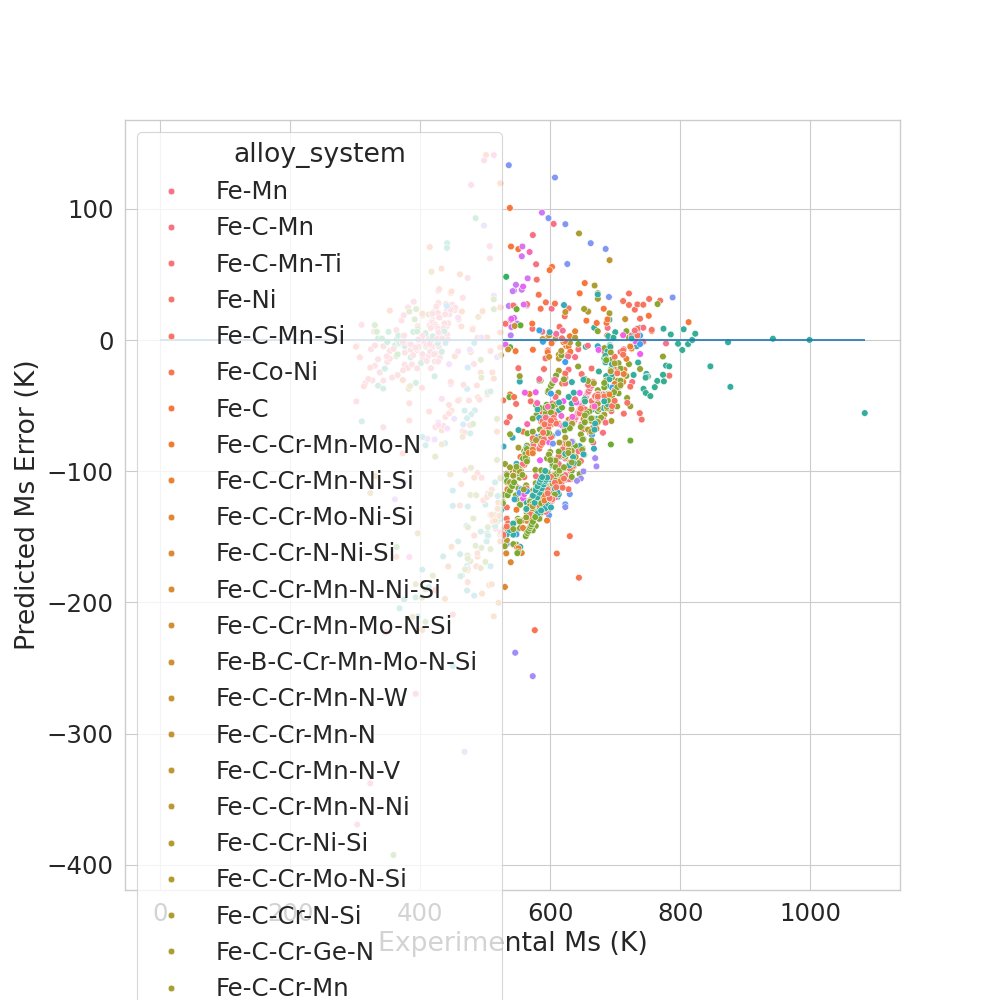 alloy_system
Fe-Mn
Fe-C-Mn
Fe-C-Mn-Ti
Fe-Ni
Fe-C-Mn-Si
Fe-Co-Ni
Fe-C
Fe-C-Cr-Mn-Mo-N
Fe-C-Cr-Mn-Ni-Si
Fe-C-Cr-Mo-Ni-Si
Fe-C-Cr-N-Ni-Si
Fe-C-Cr-Mn-N-Ni-Si
Fe-C-Cr-Mn-Mo-N-Si
Fe-B-C-Cr-Mn-Mo-N-Si
Fe-C-Cr-Mn-N-W
Fe-C-Cr-Mn-N
Fe-C-Cr-Mn-N-V
Fe-C-Cr-Mn-N-Ni
Fe-C-Cr-Ni-Si
Fe-C-Cr-Mo-N-Si
Fe-C-Cr-N-Si
Fe-C-Cr-Ge-N
Fe-C-Cr-Mn
100
0
−100
−200
−300
−400
Predicted Ms Error (K)
0 200 400 600 800 1000
Experimental Ms (K)